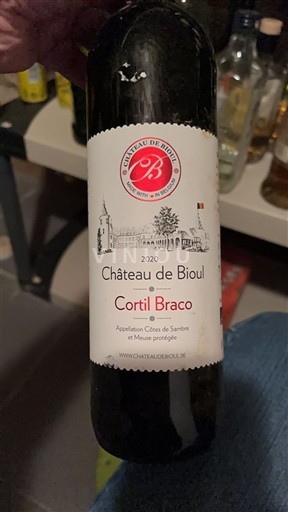 CHÂTEAU DE BIOUL
B
MADE WITH ♥ IN BELGIUM
VINYOU
2020
Château de Bioul
Cortil Braco
Appellation Côtes de Sambre
et Meuse protégée
WWW.CHATEAUDEBIOUL.BE